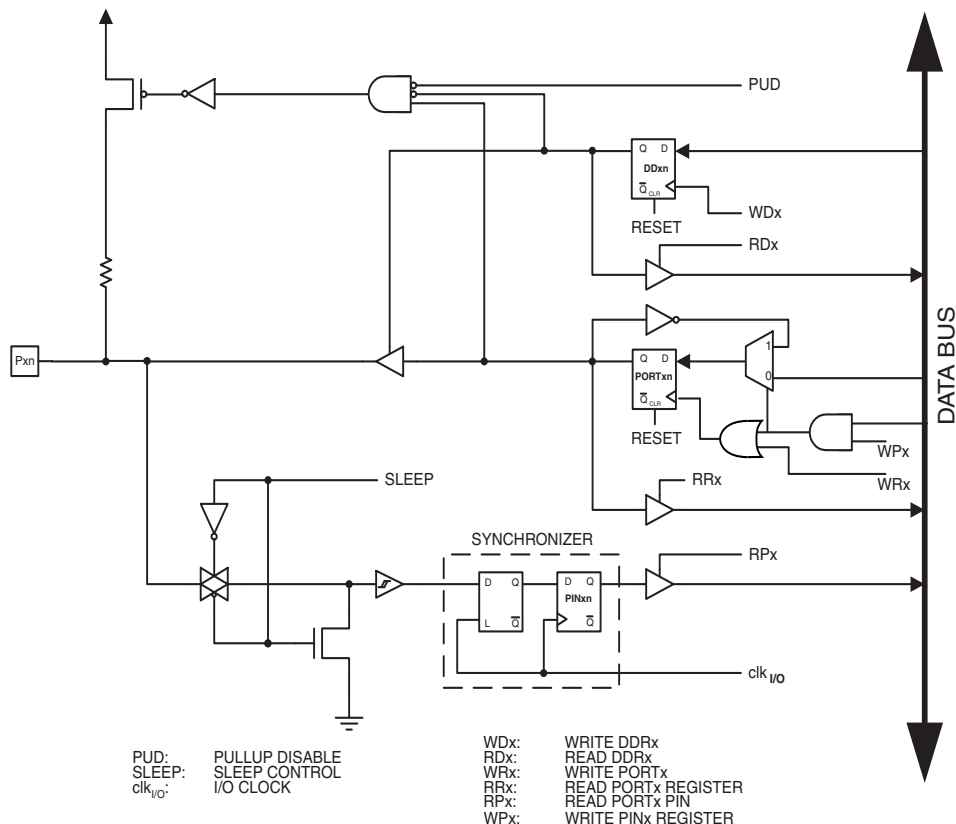 PUD
Q D
DDxn
Q CLR
WDx
RESET
RDx
Pxn
1
Q D
PORTxn
0
Q CLR
RESET
WPx
WRx
DATA BUS
SLEEP
RRx
SYNCHRONIZER
RPx
D Q
D Q
PINxn
L Q
Q
clk I/O
PUD: PULLUP DISABLE
SLEEP: SLEEP CONTROL
clkI/O: I/O CLOCK
WDx: WRITE DDRx
RDx: READ DDRx
WRx: WRITE PORTx
RRx: READ PORTx REGISTER
RPx: READ PORTx PIN
WPx: WRITE PINx REGISTER